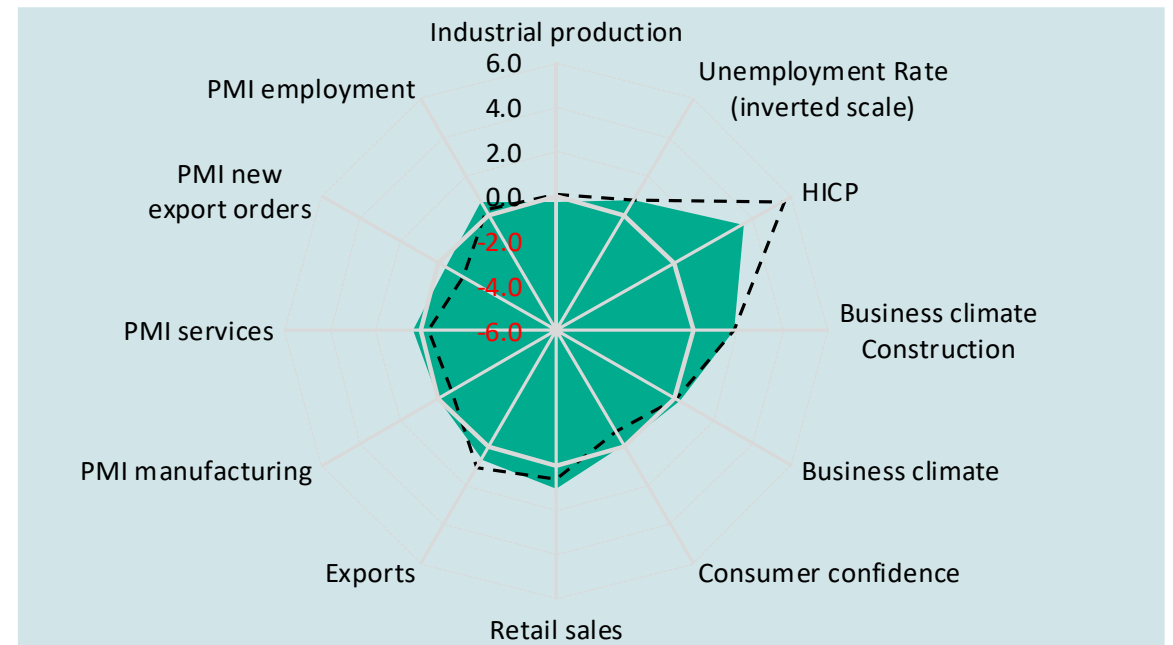 Industrial production
6.0
Unemployment Rate
(inverted scale)
PMI employment
4.0
2.0
PMI new
export orders
HICP
0.0
-2.0
-4.0
Business climate
Construction
PMI services
-6.0
PMI manufacturing
Business climate
Exports
Consumer confidence
Retail sales